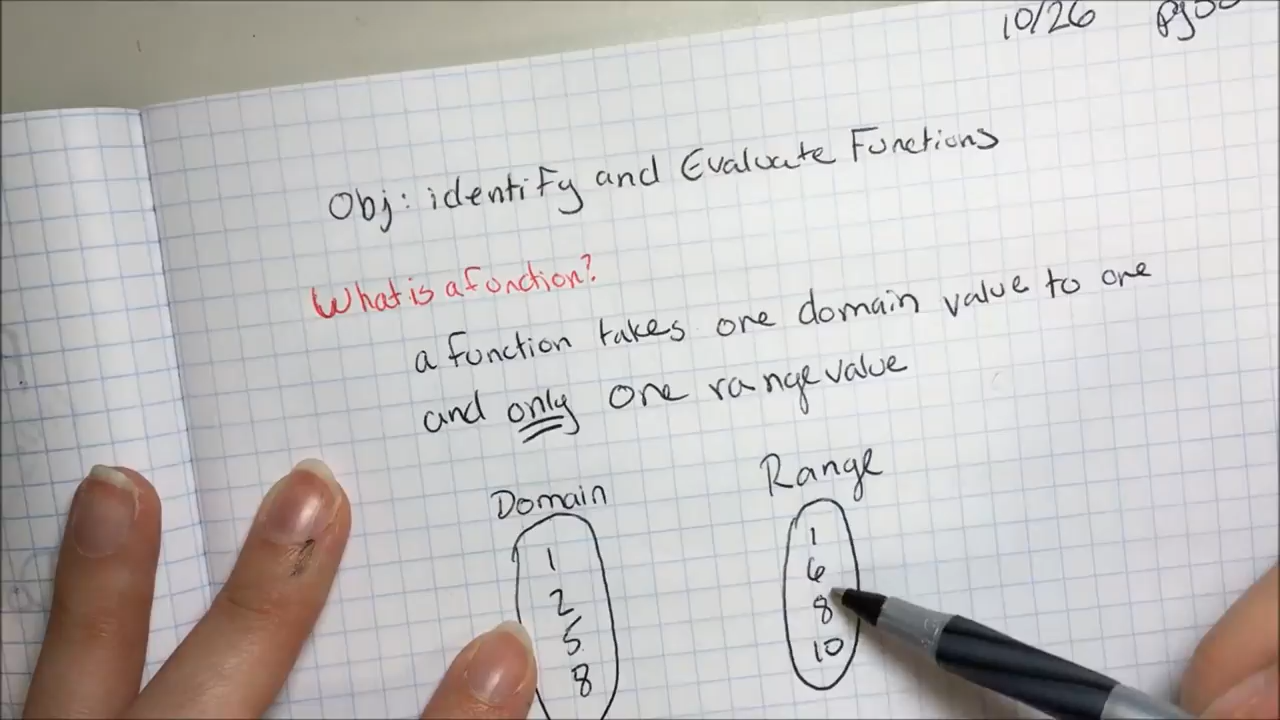 10/26
Obj: identify and Evaluate Functions
What is a function?
a function takes one domain value to one
and only one range value
Domain
Range
1
2
5
8
1
6
8
10